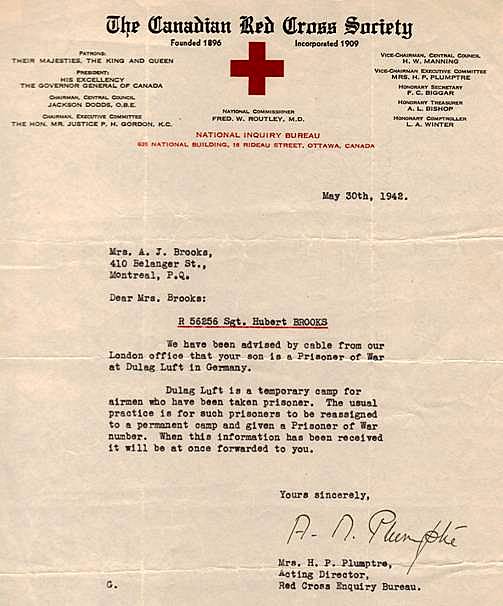 The Canadian Red Cross Society
Founded 1896
Incorporated 1909
PATRONS:
THEIR MAJESTIES, THE KING AND QUEEN
PRESIDENT:
HIS EXCELLENCY
THE GOVERNOR GENERAL OF CANADA
CHAIRMAN, CENTRAL COUNCIL
JACKSON DODDS, O.B.E.
CHAIRMAN, EXECUTIVE COMMITTEE
THE HON. MR. JUSTICE P. H. GORDON, K.C.
NATIONAL COMMISSIONER
FRED. W. ROUTLEY, M.D.
VICE-CHAIRMAN, CENTRAL COUNCIL
H. W. MANNING
VICE-CHAIRMAN EXECUTIVE COMMITTEE
MRS. H. P. PLUMPTRE
HONORARY SECRETARY
F. C. BIGGAR
HONORARY TREASURER
A. L. BISHOP
HONORARY COMPTROLLER
L. A. WINTER
NATIONAL INQUIRY BUREAU
635 NATIONAL BUILDING, 18 RIDEAU STREET, OTTAWA, CANADA
May 30th, 1942.
Mrs. A. J. Brooks,
410 Belanger St.,
Montreal, P.Q.
Dear Mrs. Brooks:
R 56256 Sgt. Hubert BROOKS
We have been advised by cable from our
London office that your son is a Prisoner of War
at Dulag Luft in Germany.
Dulag Luft is a temporary camp for
airmen who have been taken prisoner. The usual
practice is for such prisoners to be reassigned
to a permanent camp and given a Prisoner of War
number. When this information has been received
it will be at once forwarded to you.
Yours sincerely,
Plumptre
Mrs. H. P. Plumptre,
Acting Director,
Red Cross Enquiry Bureau.
G.